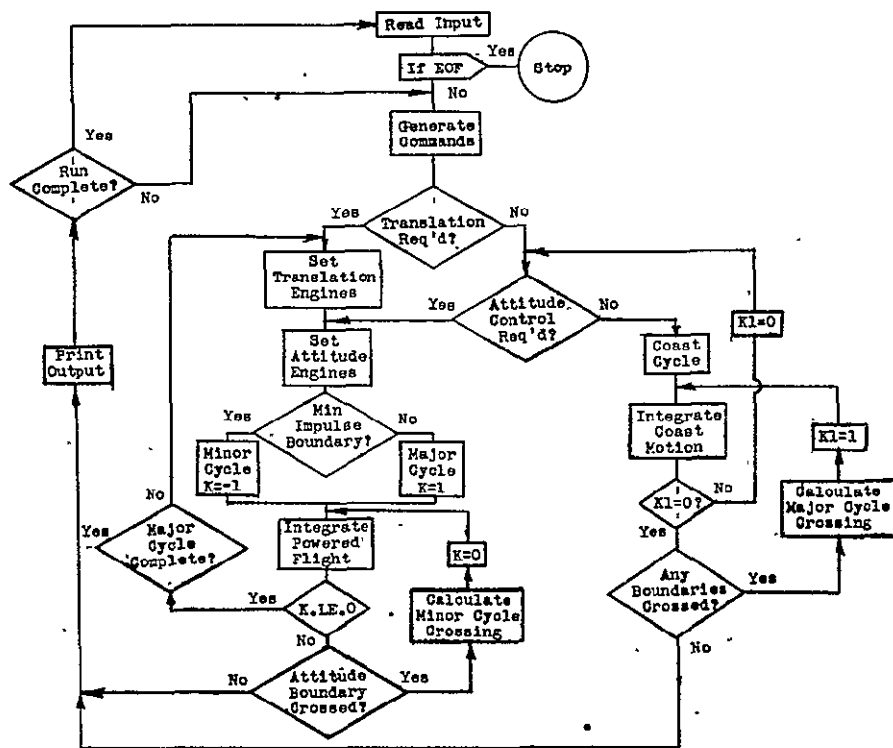 Read Input
If EOF
Yes
Stop
No
Generate
Commands
Yes
Run
Complete?
No
Yes
Translation
Req'd?
No
Set
Translation
Engines
Yes
Attitude
Control
Req'd?
No
K1=0
Print
Output
Set
Attitude
Engines
Coast
Cycle
Yes
Min
Impulse
Boundary?
No
Integrate
Coast
Motion
K1=1
Minor
Cycle
K=-1
Major
Cycle
K=1
No
K1=0?
No
Calculate
Major Cycle
Crossing
Yes
Major
Cycle
Complete?
Integrate
Powered
Flight
K=0
Yes
Any
Boundaries
Crossed?
Yes
Yes
K.LE.0
Calculate
Minor Cycle
Crossing
No
No
No
Attitude
Boundary
Crossed?
Yes